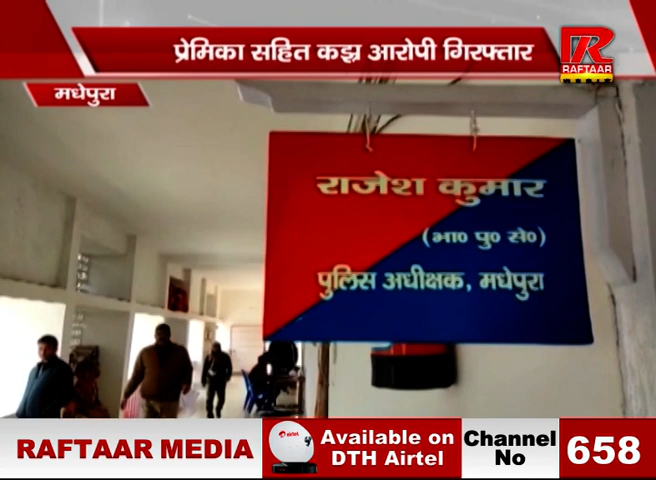 प्रेमिका सहित कझ आरोपी गिरफ्तार
RAFTAAR
मधेपुरा
राजेश कुमार
(भा० पु० से०)
पुलिस अधीक्षक, मधेपुरा
RAFTAAR MEDIA
airtel
Available on
DTH Airtel
Channel
No
658